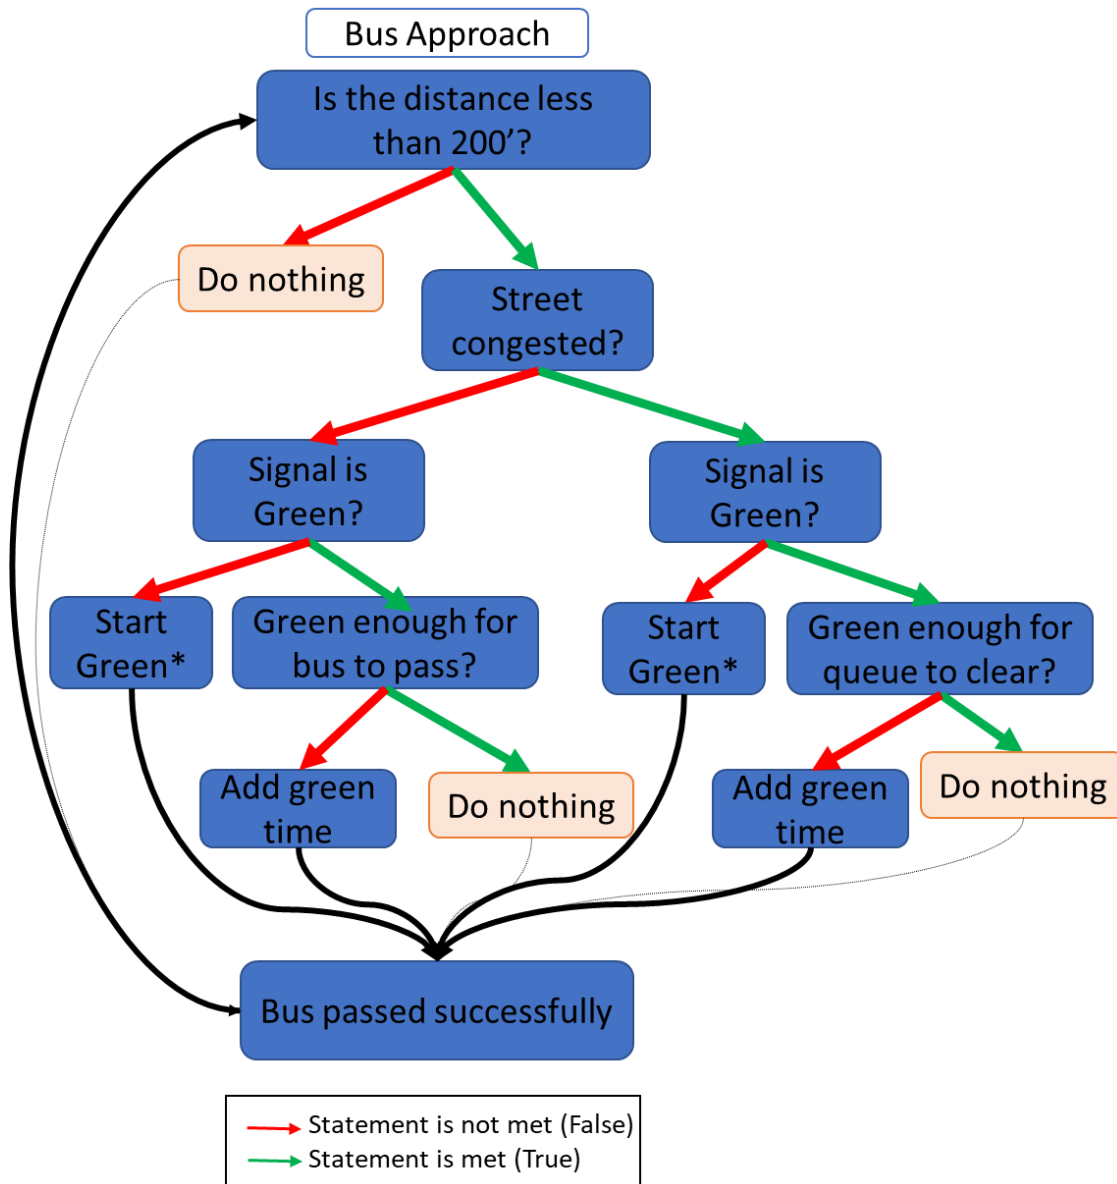 Bus Approach
Is the distance less
than 200’?
Do nothing
Street
congested?
Signal is
Green?
Signal is
Green?
Start
Green*
Green enough for
bus to pass?
Start
Green*
Green enough for
queue to clear?
Add green
time
Do nothing
Add green
time
Do nothing
Bus passed successfully
Statement is not met (False)
Statement is met (True)